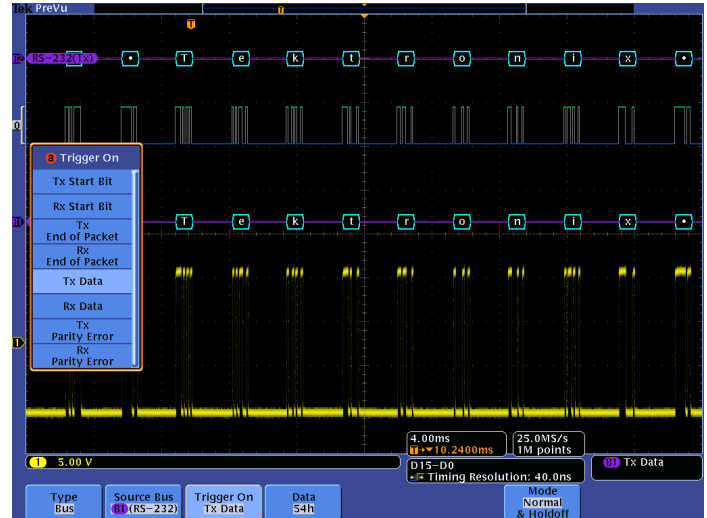 Tek PreVu
T
T
B2 RS-232(Tx) • T e k t r o n i x •
D
a Trigger On
Tx Start Bit
Rx Start Bit
B1 T e k t r o n i x •
Tx
End of Packet
Rx
End of Packet
Tx Data
Rx Data
Tx
Parity Error
1
Rx
Parity Error
4.00ms
T→▼10.2400ms
25.0MS/s
1M points
1 5.00 V
D15-D0
Timing Resolution: 40.0ns
B1 Tx Data
Type
Bus
Source Bus
B1 (RS-232)
Trigger On
Tx Data
Data
54h
Mode
Normal
& Holdoff